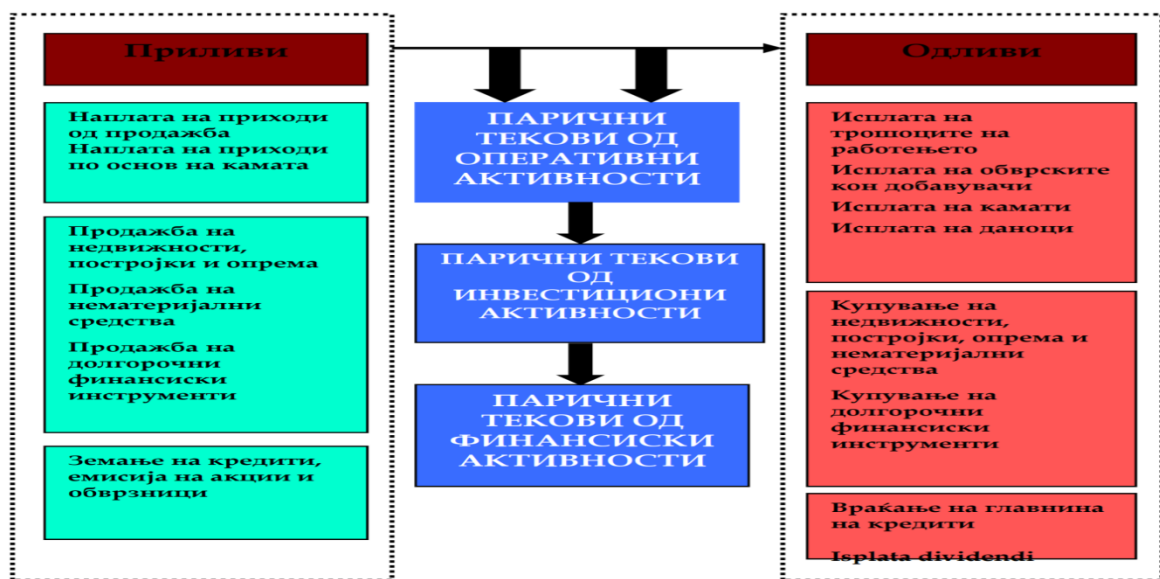 Приливи
Наплата на приходи
од продажба
Наплата на приходи
по основ на камата
Продажба на
недвижности,
постројки и опрема
Продажба на
нематеријални
средства
Продажба на
долгорочни
финансиски
инструменти
Земање на кредити,
емисија на акции и
обврзници
ПАРИЧНИ
ТЕКОВИ ОД
ОПЕРАТИВНИ
АКТИВНОСТИ
ПАРИЧНИ ТЕКОВИ
ОД
ИНВЕСТИЦИОНИ
АКТИВНОСТИ
ПАРИЧНИ
ТЕКОВИ ОД
ФИНАНСИСКИ
АКТИВНОСТИ
Одливи
Исплата на
трошоците на
работењето
Исплата на обврските
кон добавувачи
Исплата на камати
Исплата на даноци
Купување на
недвижности,
постројки, опрема и
нематеријални
средства
Купување на
долгорочни
финансиски
инструменти
Враќање на главнина
на кредити
Isplata dividendi